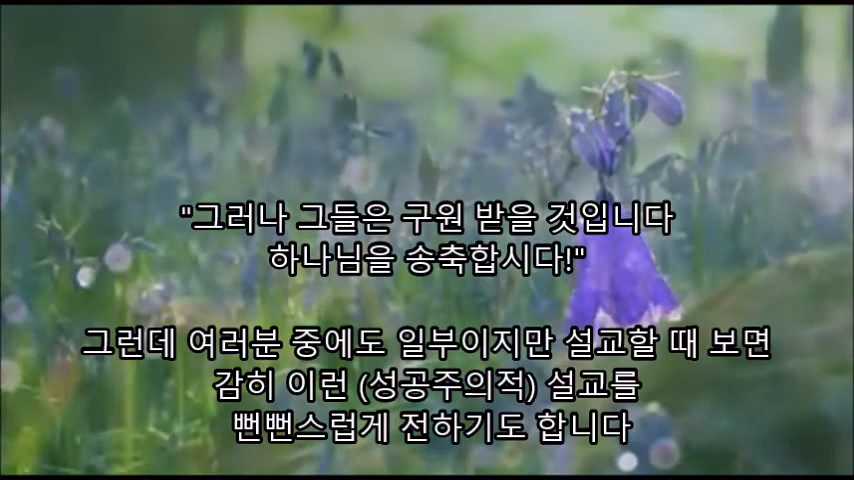 "그러나 그들은 구원 받을 것입니다
하나님을 송축합시다!"
그런데 여러분 중에도 일부이지만 설교할 때 보면
감히 이런 (성공주의적) 설교를
뻔뻔스럽게 전하기도 합니다